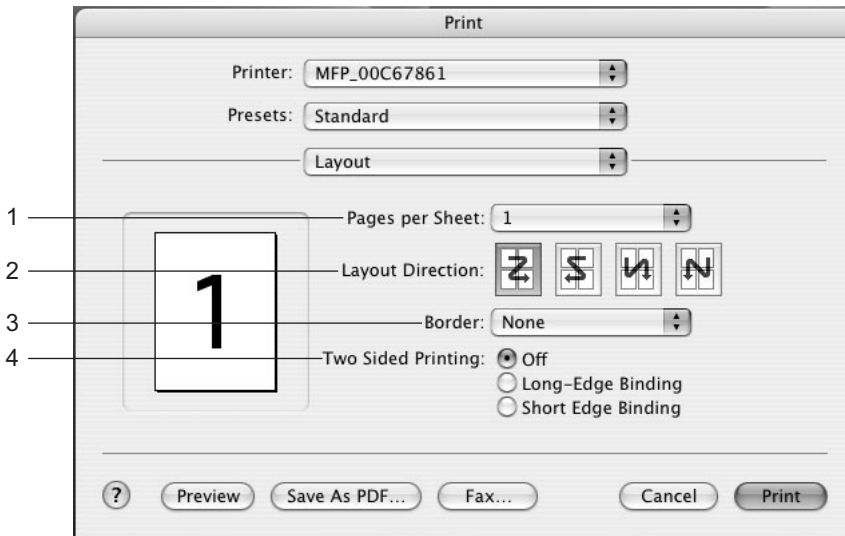 Print
Printer: MFP_00C67861
Presets: Standard
Layout
1 Pages per Sheet: 1
1
2 Layout Direction:
3 Border: None
4 Two Sided Printing: Off
Long-Edge Binding
Short Edge Binding
? Preview Save As PDF... Fax... Cancel Print